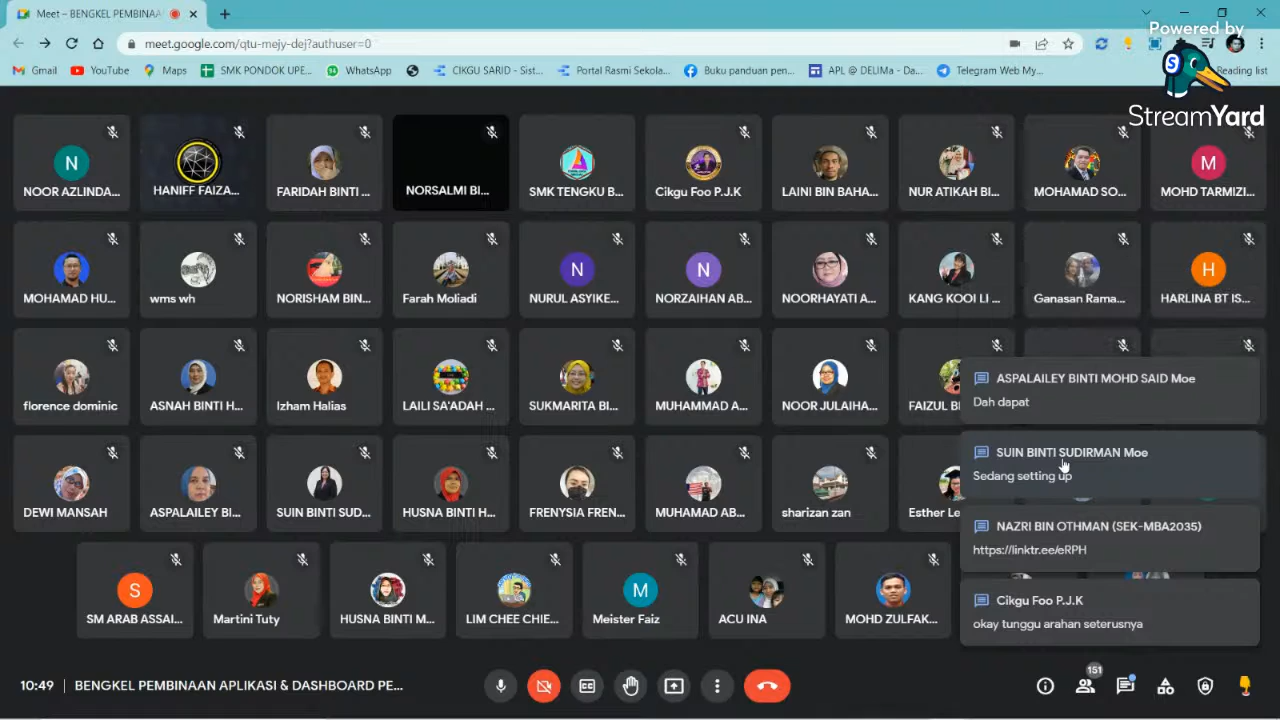 Meet – BENGKEL PEMBINAA
Powered by
StreamYard
meet.google.com/qtu-mejy-dej?authuser=0
Gmail
YouTube
Maps
SMK PONDOK UPE...
WhatsApp
CIKGU SARID - Sist...
Portal Rasmi Sekola...
Buku panduan pen...
APL @ DELIMa - Da...
Telegram Web My...
Reading list
N
NOOR AZLINDA...
HANIFF FAIZA...
FARIDAH BINTI ...
NORSALMI BI...
SMK TENGKU B...
Cikgu Foo P.J.K
LAINI BIN BAHA...
NUR ATIKAH BI...
MOHAMAD SO...
M
MOHD TARMIZI...
MOHAMAD HU...
wms wh
NORISHAM BIN...
Farah Moliadi
N
NURUL ASYIKE...
N
NORZAIHAN AB...
NOORHAYATI A...
KANG KOOI LI ...
Ganasan Rama...
H
HARLINA BT IS...
florence dominic
ASNAH BINTI H...
Izham Halias
LAILI SA'ADAH ...
SUKMARITA BI...
MUHAMMAD A...
NOOR JULAIHA...
FAIZUL B
ASPALAILEY BINTI MOHD SAID Moe
Dah dapat
DEWI MANSAH
ASPALAILEY BI...
SUIN BINTI SUD...
HUSNA BINTI H...
FRENYSIA FREN...
MUHAMAD AB...
sharizan zan
Esther Le
SUIN BINTI SUDIRMAN Moe
Sedang setting up
NAZRI BIN OTHMAN (SEK-MBA2035)
https://linktr.ee/eRPH
S
SM ARAB ASSAI...
Martini Tuty
HUSNA BINTI M...
LIM CHEE CHIE...
M
Meister Faiz
ACU INA
MOHD ZULFAK...
Cikgu Foo P.J.K
okay tunggu arahan seterusnya
10:49 | BENGKEL PEMBINAAN APLIKASI & DASHBOARD PE...
151